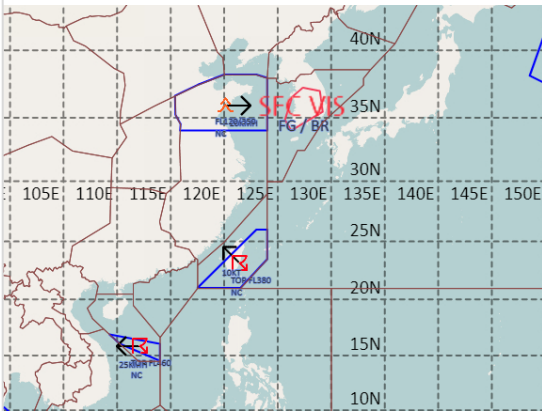 40N
SFC VIS
35N
FG / BR
NC
30N
105E 110E 115E 120E 125E 130E 135E 140E 145E 150E
25N
10KT
TOP FL380
NC
20N
15N
NC
10N